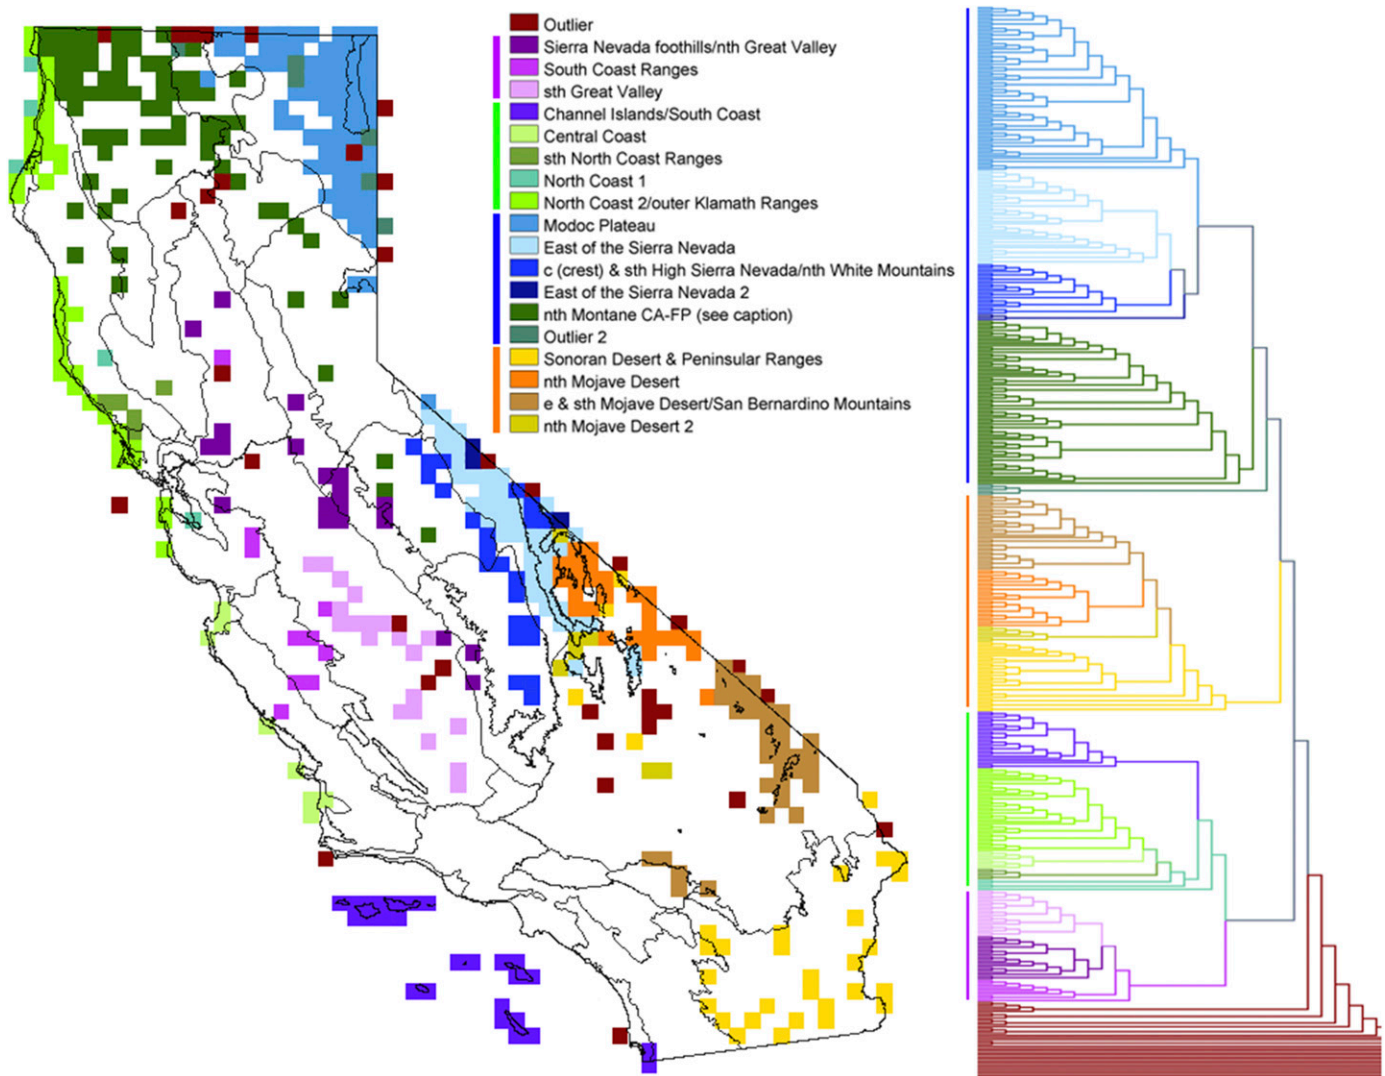 Outlier
Sierra Nevada foothills/nth Great Valley
South Coast Ranges
sth Great Valley
Channel Islands/South Coast
Central Coast
sth North Coast Ranges
North Coast 1
North Coast 2/outer Klamath Ranges
Modoc Plateau
East of the Sierra Nevada
c (crest) & sth High Sierra Nevada/nth White Mountains
East of the Sierra Nevada 2
nth Montane CA-FP (see caption)
Outlier 2
Sonoran Desert & Peninsular Ranges
nth Mojave Desert
e & sth Mojave Desert/San Bernardino Mountains
nth Mojave Desert 2